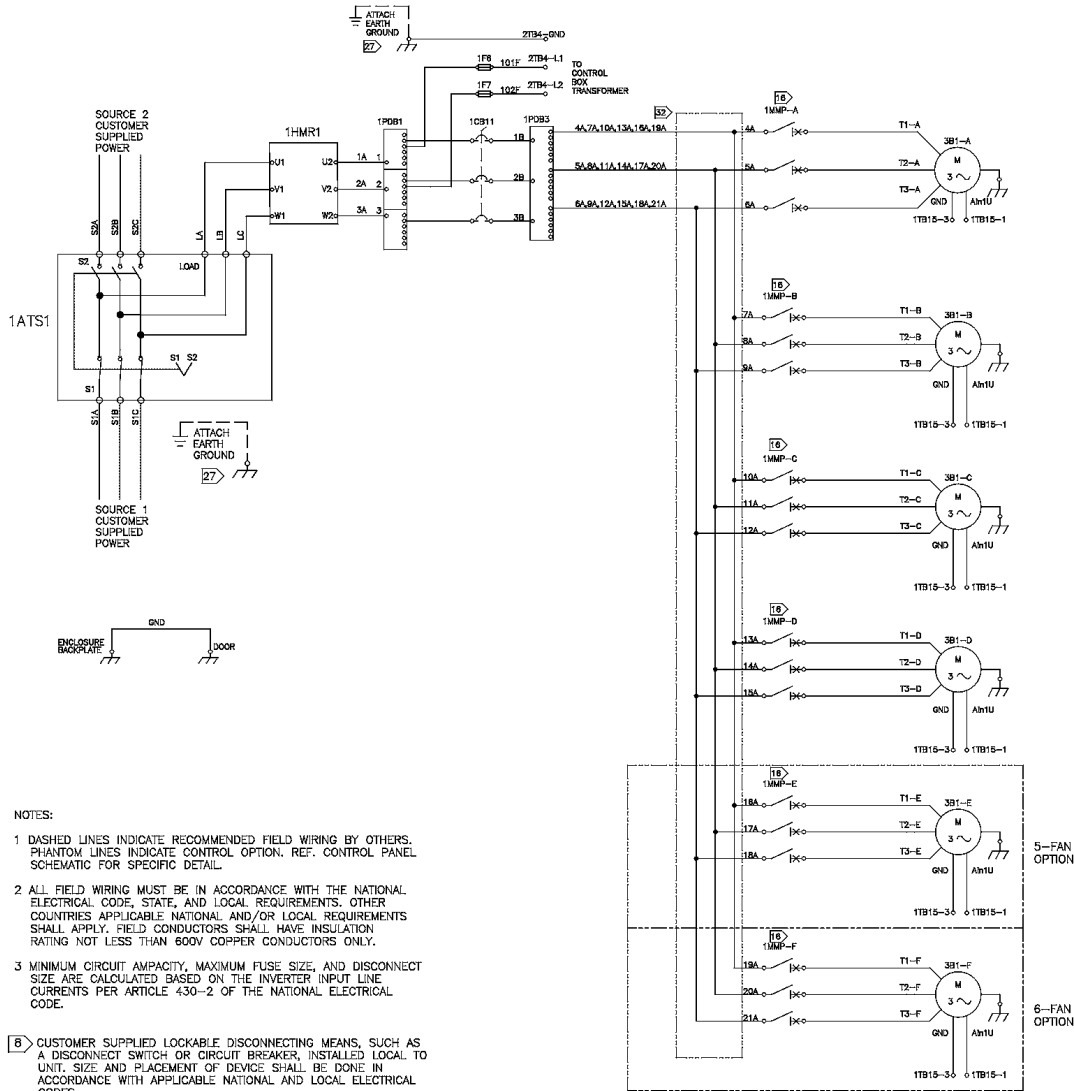 ATTACH
EARTH
GROUND
27
2TB4-GND
1F6
101F
2TB4-L1
1F7
102F
2TB4-L2
TO
CONTROL
BOX
TRANSFORMER
SOURCE 2
CUSTOMER
SUPPLIED
POWER
1HMR1
U1
U2
V1
V2
W1
W2
1A
1
2A
2
3A
3
1PDB1
1CB11
1PDB3
1B
2B
3B
4A,7A,10A,13A,16A,19A
5A,8A,11A,14A,17A,20A
6A,9A,12A,15A,18A,21A
32
S2A
S2B
S2C
LA
LB
LC
S2
LOAD
1ATS1
S1
S2
S1
S1A
S1B
S1C
ATTACH
EARTH
GROUND
27
SOURCE 1
CUSTOMER
SUPPLIED
POWER
GND
ENCLOSURE
BACKPLATE
DOOR
16
1MMP-A
4A
5A
6A
T1-A
T2-A
T3-A
3B1-A
M
3
GND
Ain1U
1TB15-3
1TB15-1
16
1MMP-B
7A
8A
9A
T1-B
T2-B
T3-B
3B1-B
M
3
GND
Ain1U
1TB15-3
1TB15-1
16
1MMP-C
10A
11A
12A
T1-C
T2-C
T3-C
3B1-C
M
3
GND
Ain1U
1TB15-3
1TB15-1
16
1MMP-D
13A
14A
15A
T1-D
T2-D
T3-D
3B1-D
M
3
GND
Ain1U
1TB15-3
1TB15-1
16
1MMP-E
16A
17A
18A
T1-E
T2-E
T3-E
3B1-E
M
3
GND
Ain1U
1TB15-3
1TB15-1
5-FAN
OPTION
16
1MMP-F
19A
20A
21A
T1-F
T2-F
T3-F
3B1-F
M
3
GND
Ain1U
1TB15-3
1TB15-1
6-FAN
OPTION
NOTES:
1 DASHED LINES INDICATE RECOMMENDED FIELD WIRING BY OTHERS.
PHANTOM LINES INDICATE CONTROL OPTION. REF. CONTROL PANEL
SCHEMATIC FOR SPECIFIC DETAIL.
2 ALL FIELD WIRING MUST BE IN ACCORDANCE WITH THE NATIONAL
ELECTRICAL CODE, STATE, AND LOCAL REQUIREMENTS. OTHER
COUNTRIES APPLICABLE NATIONAL AND/OR LOCAL REQUIREMENTS
SHALL APPLY. FIELD CONDUCTORS SHALL HAVE INSULATION
RATING NOT LESS THAN 600V COPPER CONDUCTORS ONLY.
3 MINIMUM CIRCUIT AMPACITY, MAXIMUM FUSE SIZE, AND DISCONNECT
SIZE ARE CALCULATED BASED ON THE INVERTER INPUT LINE
CURRENTS PER ARTICLE 430-2 OF THE NATIONAL ELECTRICAL
CODE.
8 CUSTOMER SUPPLIED LOCKABLE DISCONNECTING MEANS, SUCH AS
A DISCONNECT SWITCH OR CIRCUIT BREAKER, INSTALLED LOCAL TO
UNIT. SIZE AND PLACEMENT OF DEVICE SHALL BE DONE IN
ACCORDANCE WITH APPLICABLE NATIONAL AND LOCAL ELECTRICAL